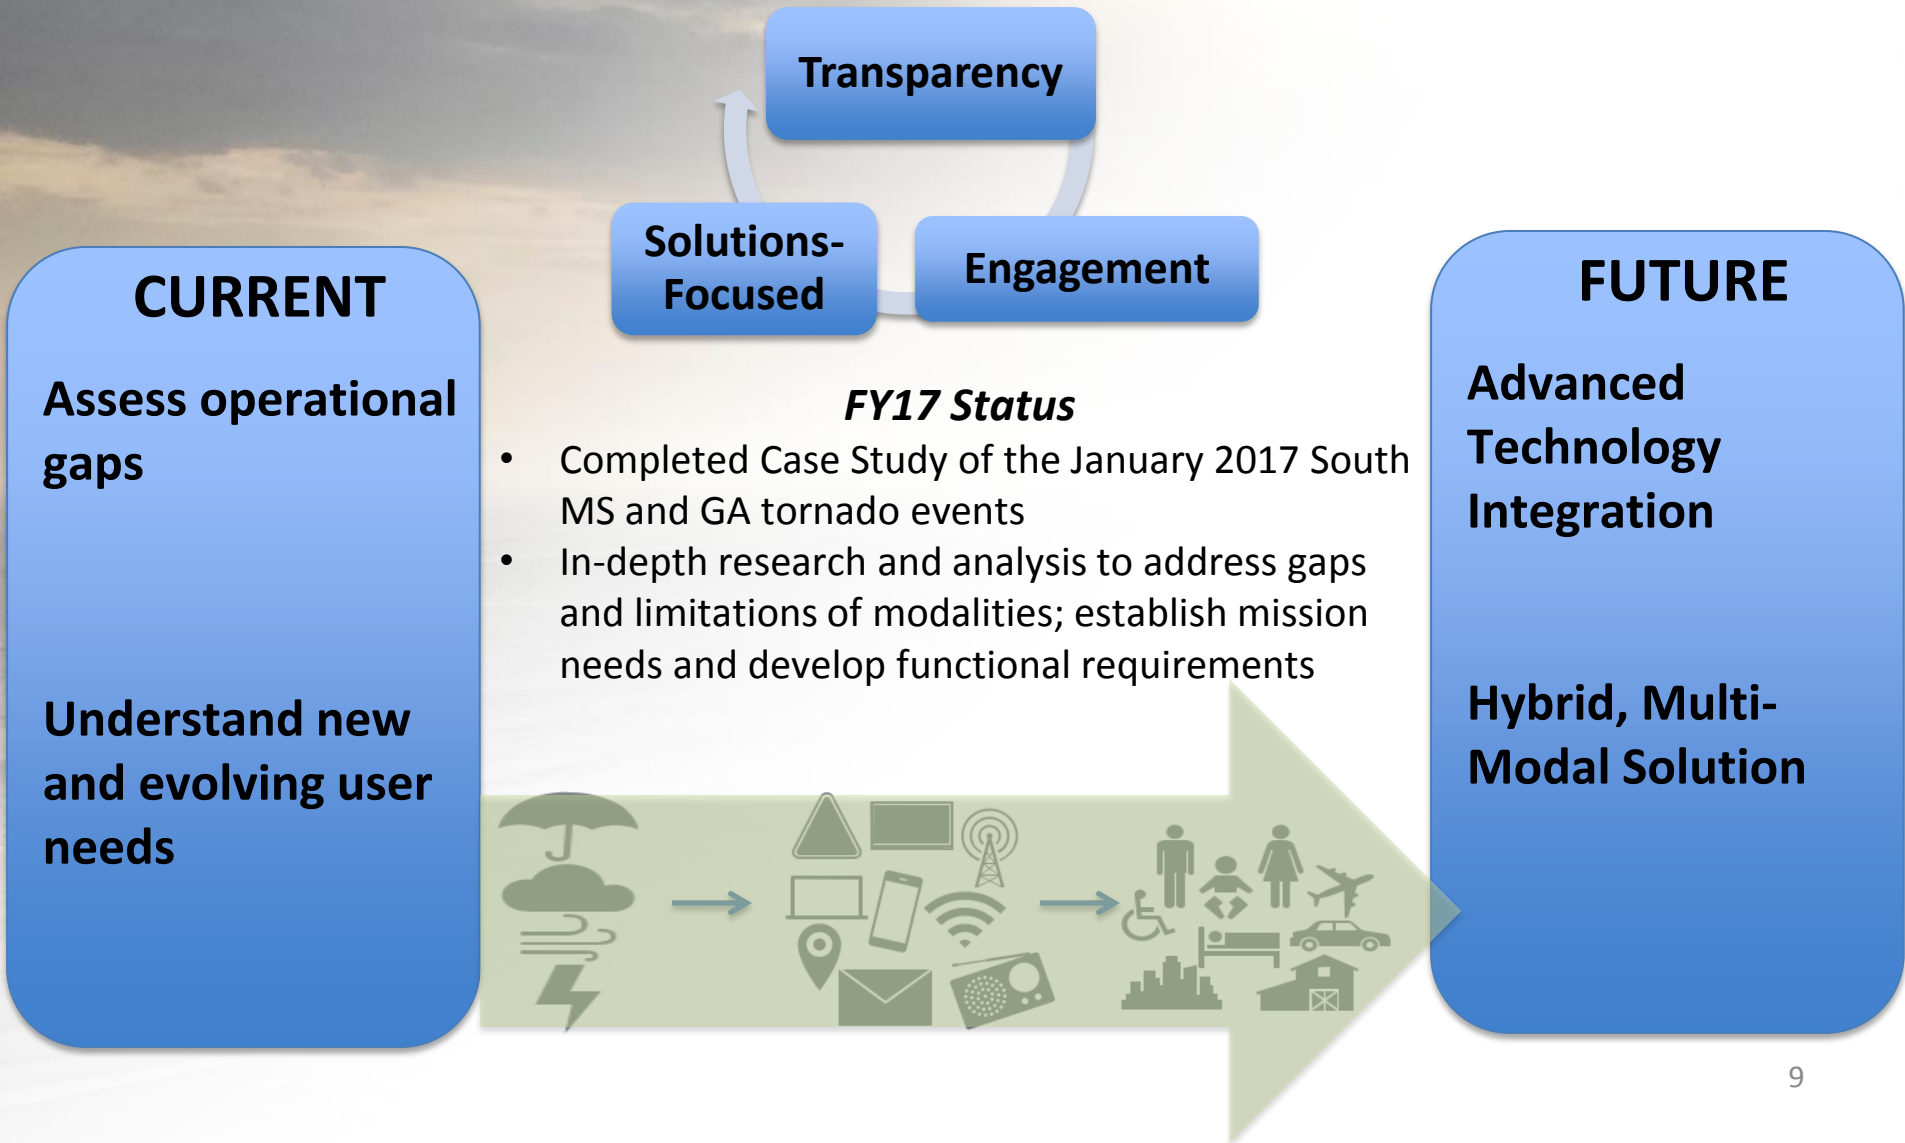 Transparency
Solutions-
Focused
Engagement
CURRENT
Assess operational
gaps
Understand new
and evolving user
needs
FY17 Status
• Completed Case Study of the January 2017 South
MS and GA tornado events
• In-depth research and analysis to address gaps
and limitations of modalities; establish mission
needs and develop functional requirements
FUTURE
Advanced
Technology
Integration
Hybrid, Multi-
Modal Solution
9